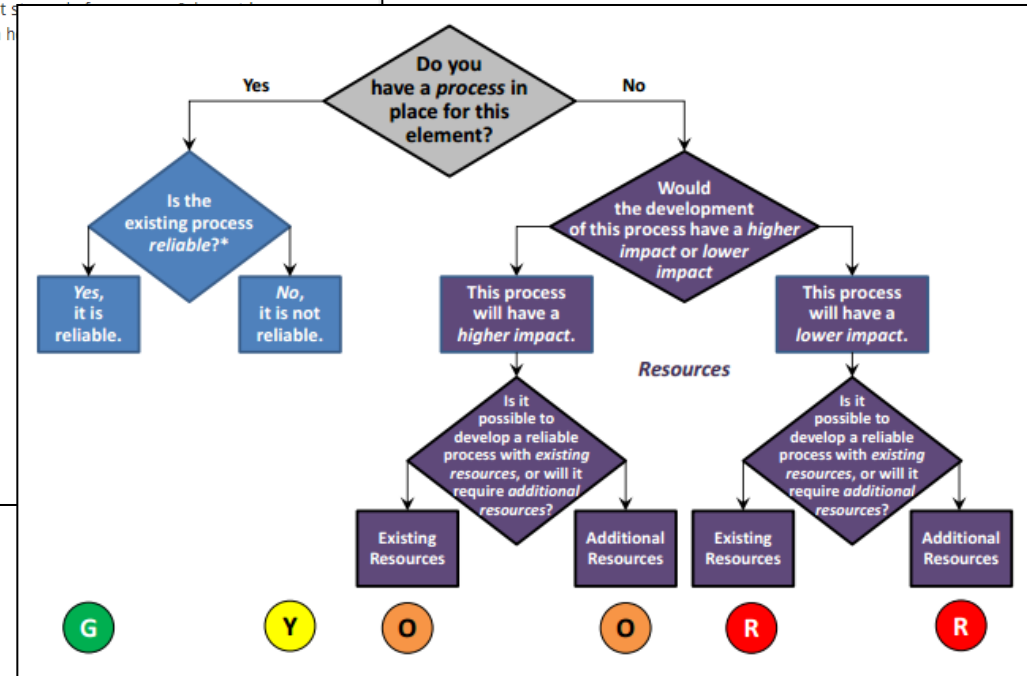 Do you
have a process in
place for this
element?
Yes
No
Is the
existing process
reliable?*
Would
the development
of this process have a higher
impact or lower
impact
Yes,
it is
reliable.
No,
it is not
reliable.
This process
will have a
higher impact.
This process
will have a
lower impact.
Resources
Is it
possible to
develop a reliable
process with existing
resources, or will it
require additional
resources?
Is it
possible to
develop a reliable
process with existing
resources, or will it
require additional
resources?
Existing
Resources
Additional
Resources
Existing
Resources
Additional
Resources
G
Y
O
O
R
R